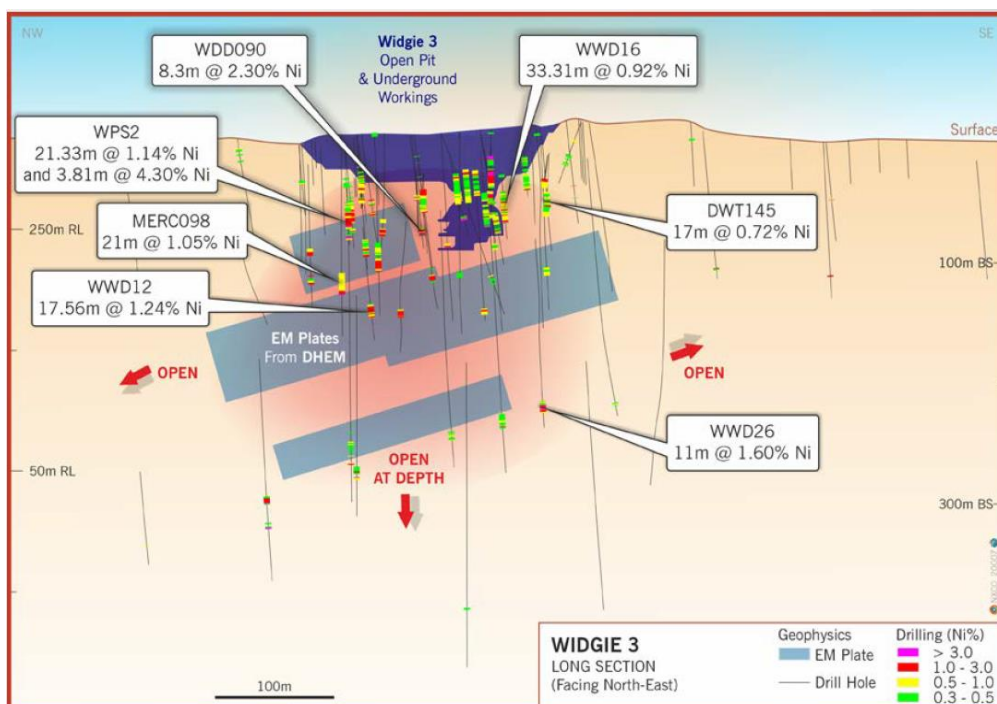 NW
SE
WDD090
8.3m @ 2.30% Ni
Widgie 3
Open Pit
& Underground
Workings
WWD16
33.31m @ 0.92% Ni
WPS2
21.33m @ 1.14% Ni
and 3.81m @ 4.30% Ni
Surface
MERC098
21m @ 1.05% Ni
250m RL
DWT145
17m @ 0.72% Ni
100m BS
WWD12
17.56m @ 1.24% Ni
EM Plates
From DHEM
OPEN
OPEN
WWD26
11m @ 1.60% Ni
OPEN
AT DEPTH
50m RL
300m BS
WIDGIE 3
LONG SECTION
(Facing North-East)
Geophysics
EM Plate
Drill Hole
Drilling (Ni%)
> 3.0
1.0 - 3.0
0.5 - 1.0
0.3 - 0.5
100m